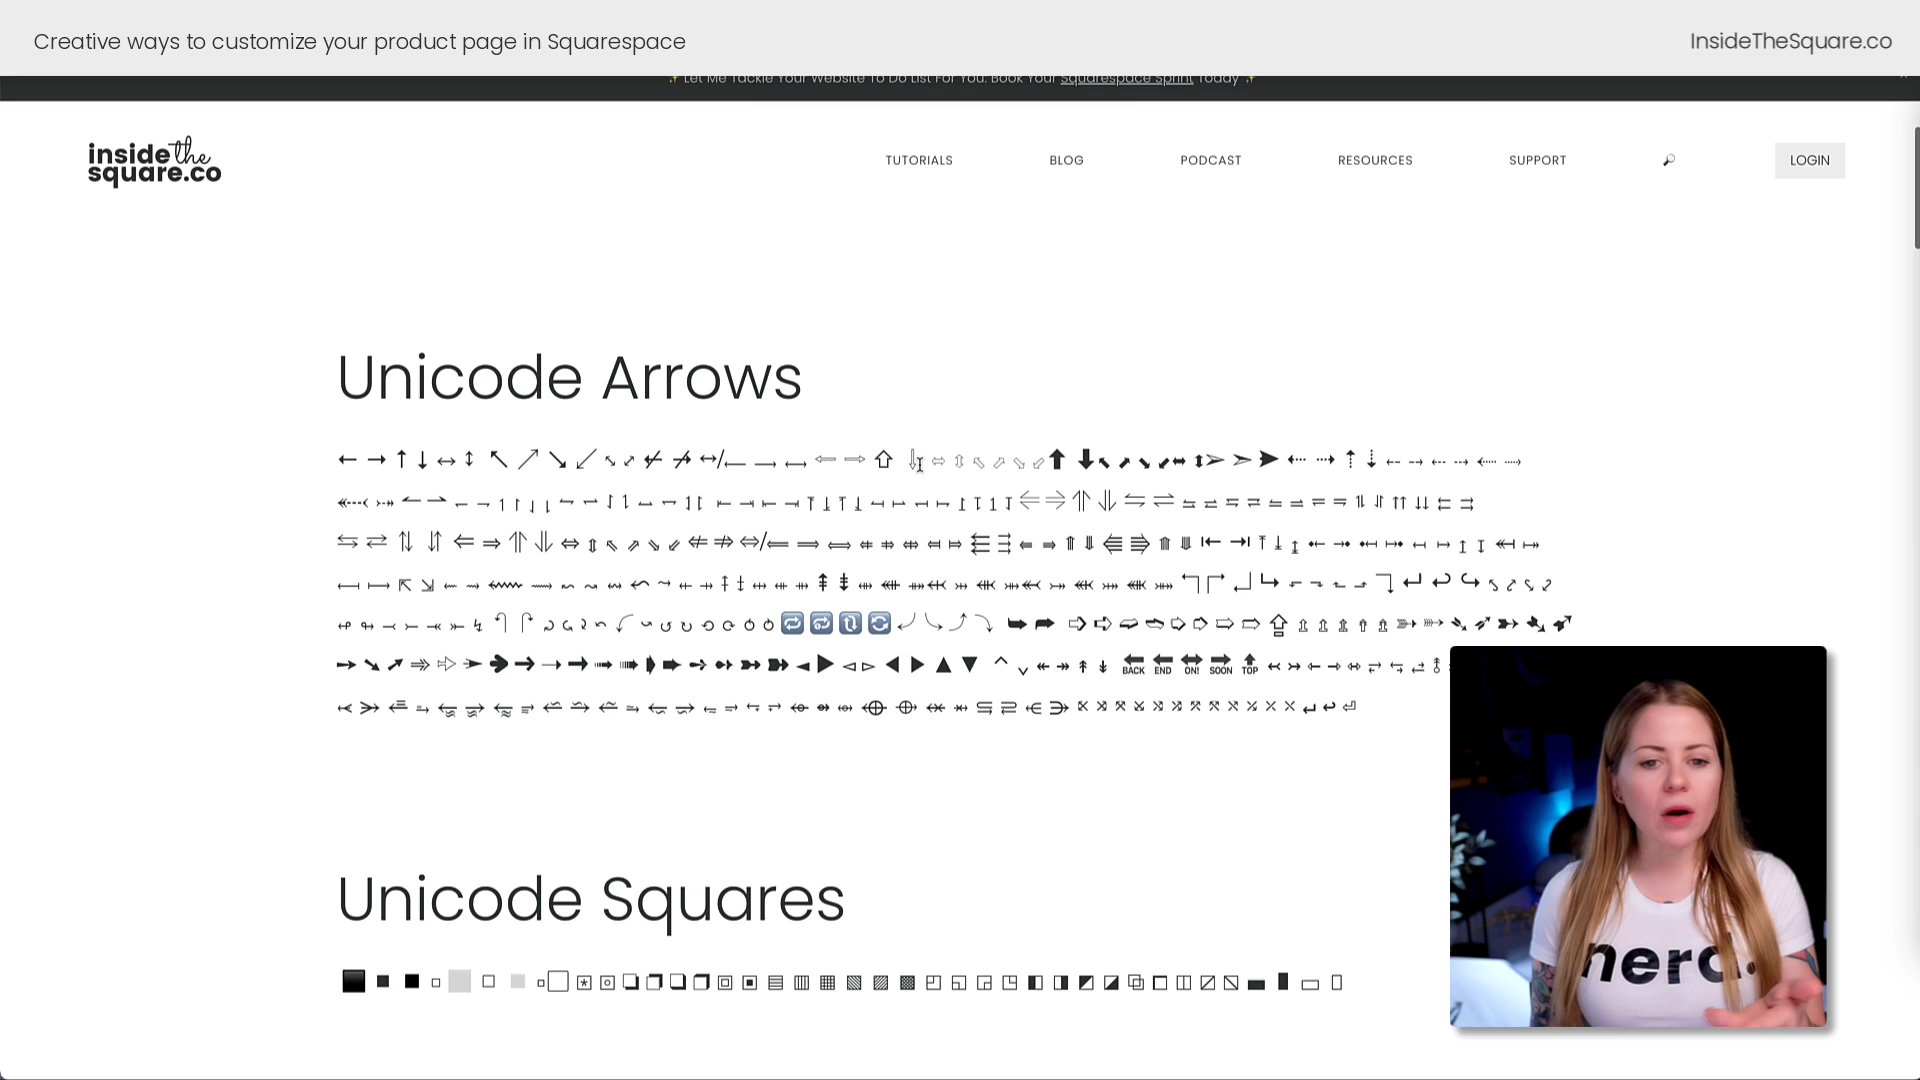 Creative ways to customize your product page in Squarespace
InsideTheSquare.co
✨ Let Me Tackle Your Website To Do List For You. Book Your Squarespace Sprint Today ✨
inside the
square.co
TUTORIALS
BLOG
PODCAST
RESOURCES
SUPPORT
LOGIN
Unicode Arrows
BACK END ON! SOON TOP
Unicode Squares
nerd.